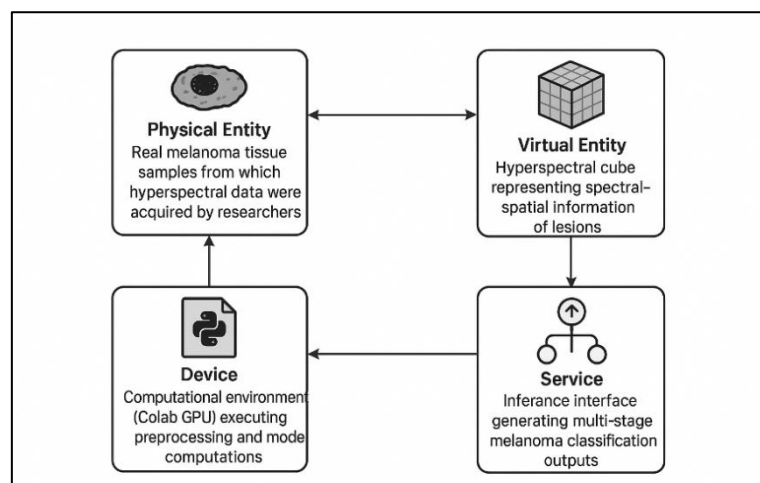 Physical Entity
Real melanoma tissue
samples from which
hyperspectral data were
acquired by researchers
Virtual Entity
Hyperspectral cube
representing spectral–
spatial information
of lesions
Device
Computational environment
(Colab GPU) executing
preprocessing and mode
computations
Service
Inferance interface
generating multi-stage
melanoma classification
outputs